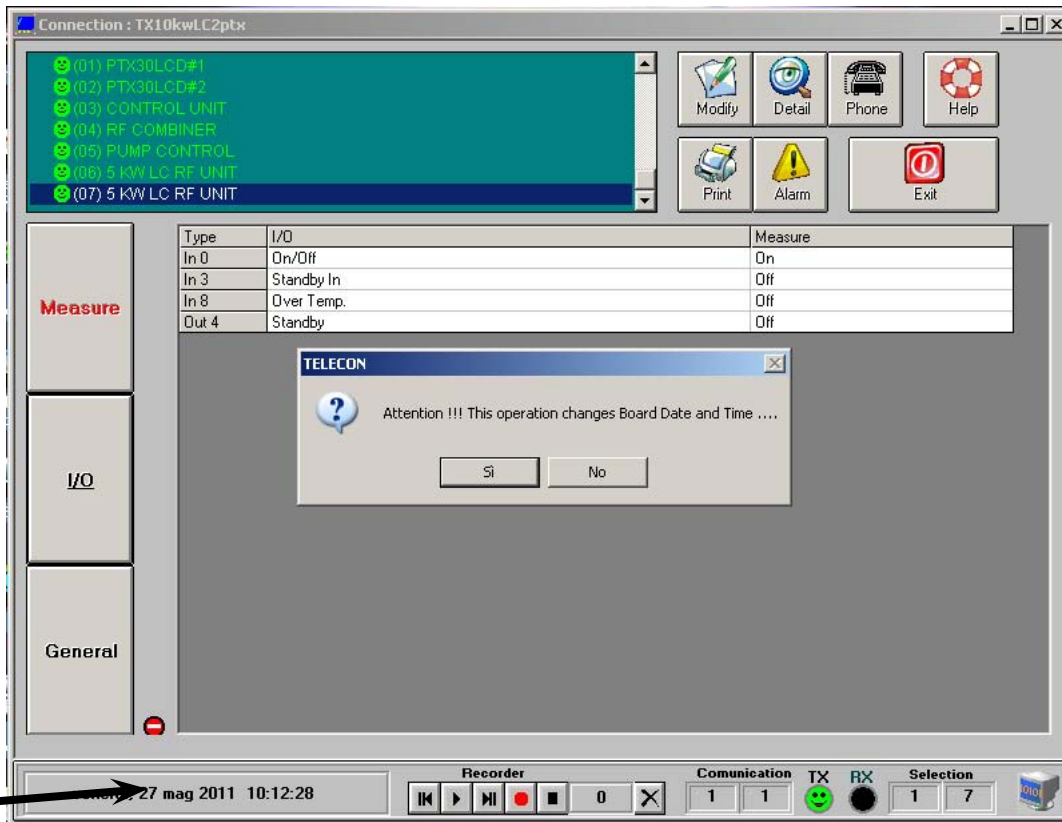 Connection : TX10kwLC2ptx
(01) PTX30LCD#1
(02) PTX30LCD#2
(03) CONTROL UNIT
(04) RF COMBINER
(05) PUMP CONTROL
(06) 5 KW LC RF UNIT
(07) 5 KW LC RF UNIT
Modify Detail Phone Help
Print Alarm Exit
Measure
I/O
General
Type I/O Measure
In 0 On/Off On
In 3 Standby In Off
In 8 Over Temp. Off
Out 4 Standby Off
TELECON
Attention !!! This operation changes Board Date and Time ....
Sì No
27 mag 2011 10:12:28
Recorder
0
Comunication
1 1
TX RX
Selection
1 7